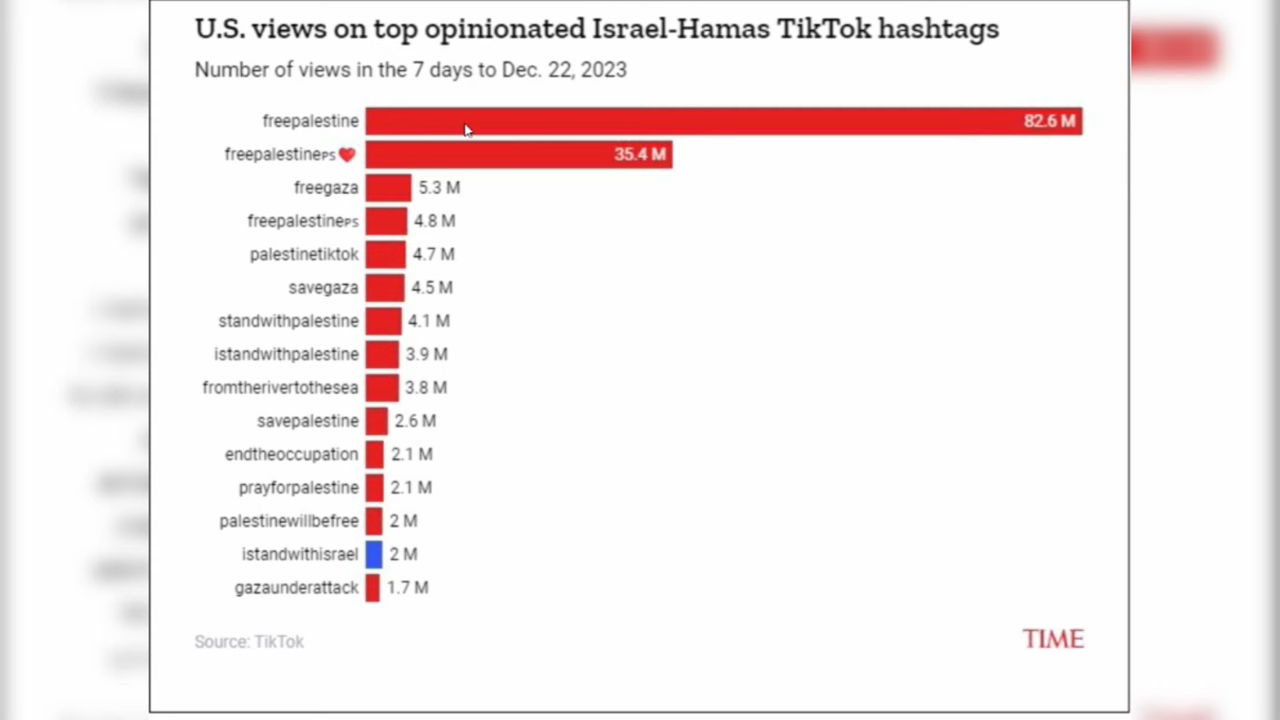 U.S. views on top opinionated Israel-Hamas TikTok hashtags
Number of views in the 7 days to Dec. 22, 2023
freepalestine 82.6 M
freepalestinePS❤️ 35.4 M
freegaza 5.3 M
freepalestinePS 4.8 M
palestinetiktok 4.7 M
savegaza 4.5 M
standwithpalestine 4.1 M
istandwithpalestine 3.9 M
fromtherivertothesea 3.8 M
savepalestine 2.6 M
endtheoccupation 2.1 M
prayforpalestine 2.1 M
palestinewillbefree 2 M
istandwithisrael 2 M
gazaunderattack 1.7 M
Source: TikTok
TIME